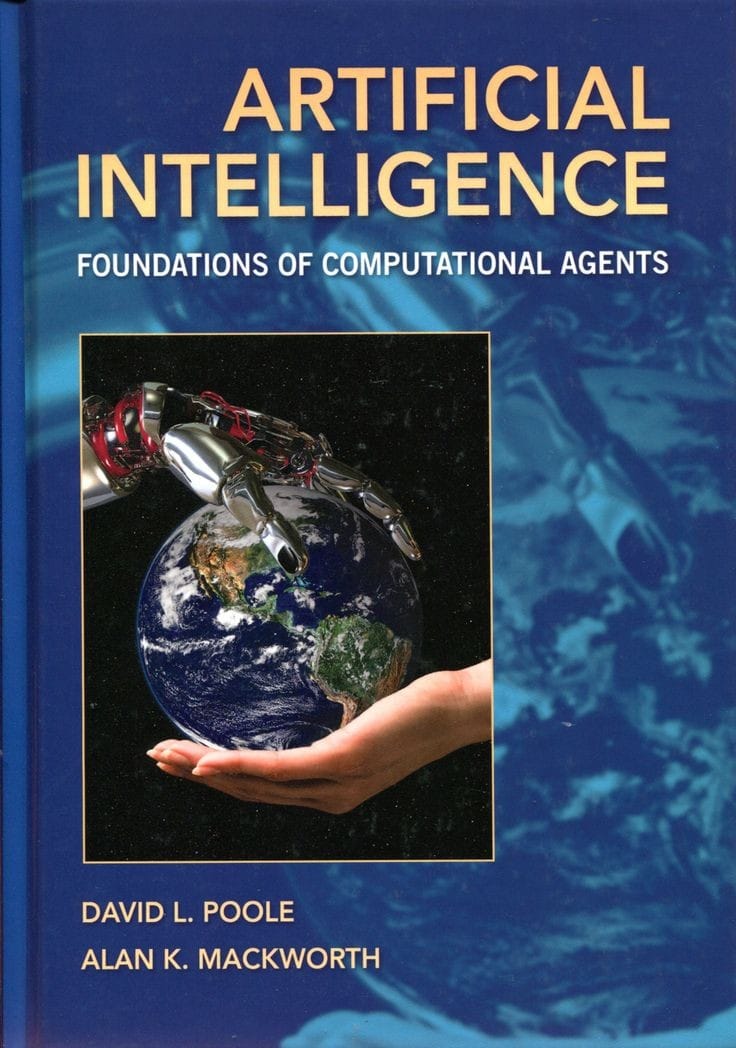 ARTIFICIAL
INTELLIGENCE
FOUNDATIONS OF COMPUTATIONAL AGENTS
DAVID L. POOLE
ALAN K. MACKWORTH